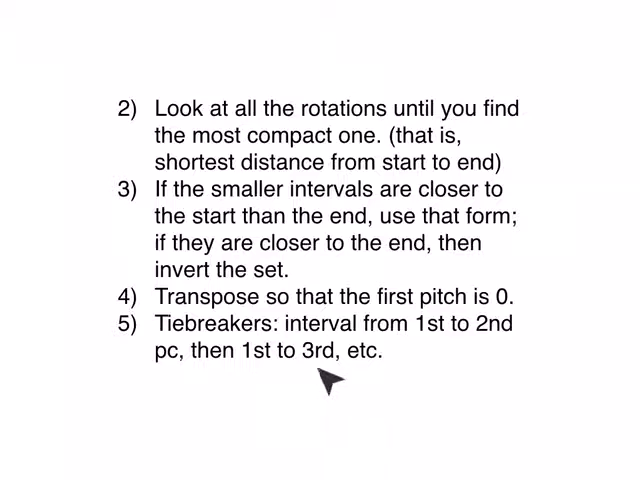 2) Look at all the rotations until you find
the most compact one. (that is,
shortest distance from start to end)
3) If the smaller intervals are closer to
the start than the end, use that form;
if they are closer to the end, then
invert the set.
4) Transpose so that the first pitch is 0.
5) Tiebreakers: interval from 1st to 2nd
pc, then 1st to 3rd, etc.